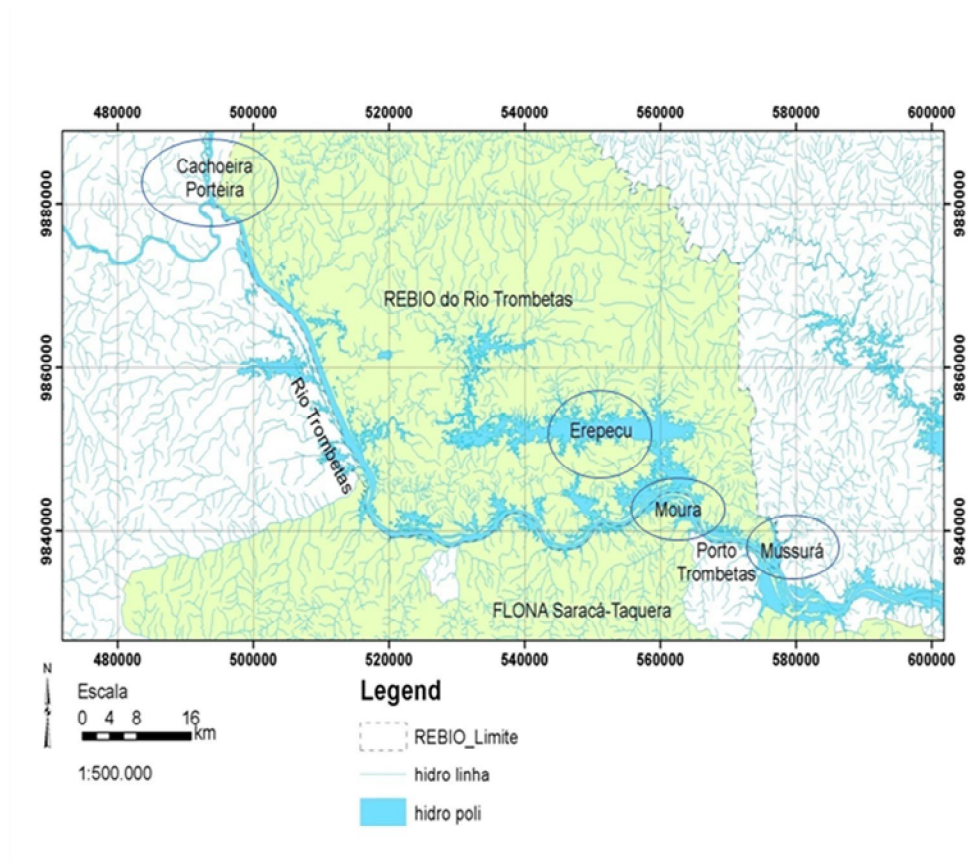 480000 500000 520000 540000 560000 580000 600000
Cachoeira
Porteira
9880000
9880000
REBIO do Rio Trombetas
9860000
9860000
Rio Trombetas
Erepecu
Moura
9840000
9840000
Porto
Trombetas
Mussurá
FLONA Saracá-Taquera
480000 500000 520000 540000 560000 580000 600000
N
Escala
0 4 8 16
km
1:500.000
Legend
REBIO_Limite
hidro linha
hidro poli